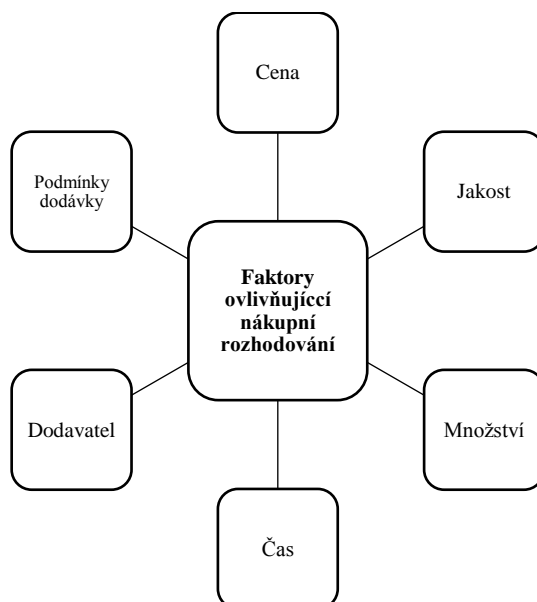 Cena
Podmínky
dodávky
Jakost
Faktory
ovlivňujíccí
nákupní
rozhodování
Dodavatel
Množství
Čas